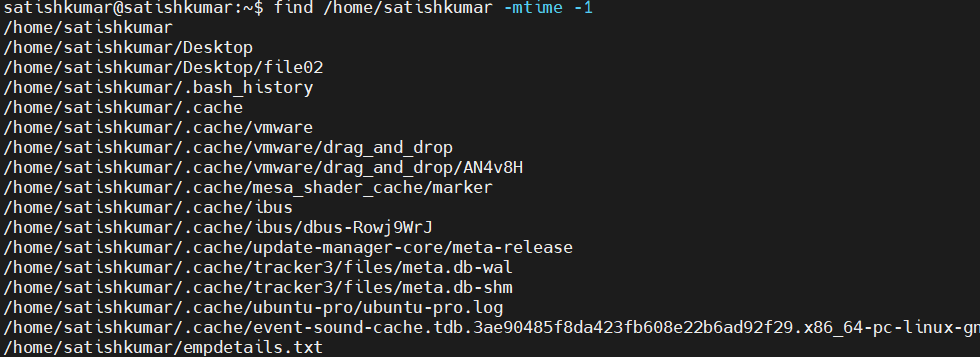 satishkumar@satishkumar:~$ find /home/satishkumar -mtime -1
/home/satishkumar
/home/satishkumar/Desktop
/home/satishkumar/Desktop/file02
/home/satishkumar/.bash_history
/home/satishkumar/.cache
/home/satishkumar/.cache/vmware
/home/satishkumar/.cache/vmware/drag_and_drop
/home/satishkumar/.cache/vmware/drag_and_drop/AN4v8H
/home/satishkumar/.cache/mesa_shader_cache/marker
/home/satishkumar/.cache/ibus
/home/satishkumar/.cache/ibus/dbus-Rowj9WrJ
/home/satishkumar/.cache/update-manager-core/meta-release
/home/satishkumar/.cache/tracker3/files/meta.db-wal
/home/satishkumar/.cache/tracker3/files/meta.db-shm
/home/satishkumar/.cache/ubuntu-pro/ubuntu-pro.log
/home/satishkumar/.cache/event-sound-cache.tdb.3ae90485f8da423fb608e22b6ad92f29.x86_64-pc-linux-gn
/home/satishkumar/empdetails.txt